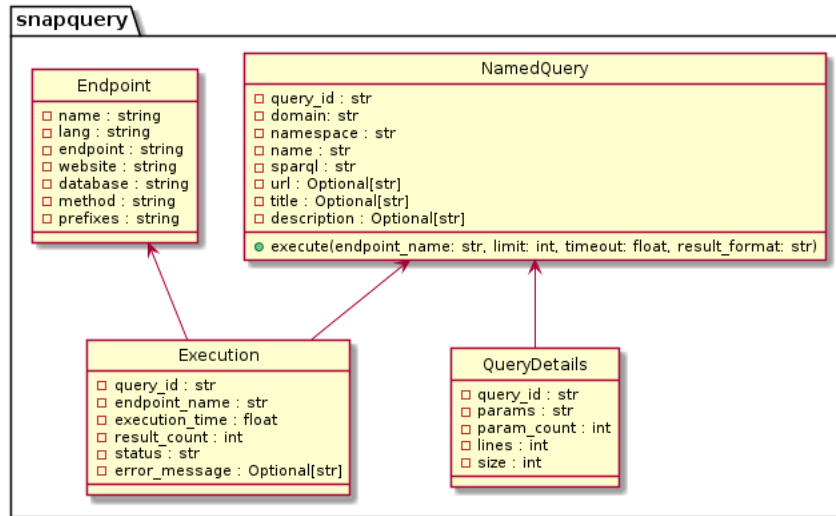 snapquery
Endpoint
name : string
lang : string
endpoint : string
website : string
database : string
method : string
prefixes : string
NamedQuery
query_id : str
domain: str
namespace : str
name : str
sparql : str
url : Optional[str]
title : Optional[str]
description : Optional[str]
execute(endpoint_name: str, limit: int, timeout: float, result_format: str)
Execution
query_id : str
endpoint_name : str
execution_time : float
result_count : int
status : str
error_message : Optional[str]
QueryDetails
query_id : str
params : str
param_count : int
lines : int
size : int